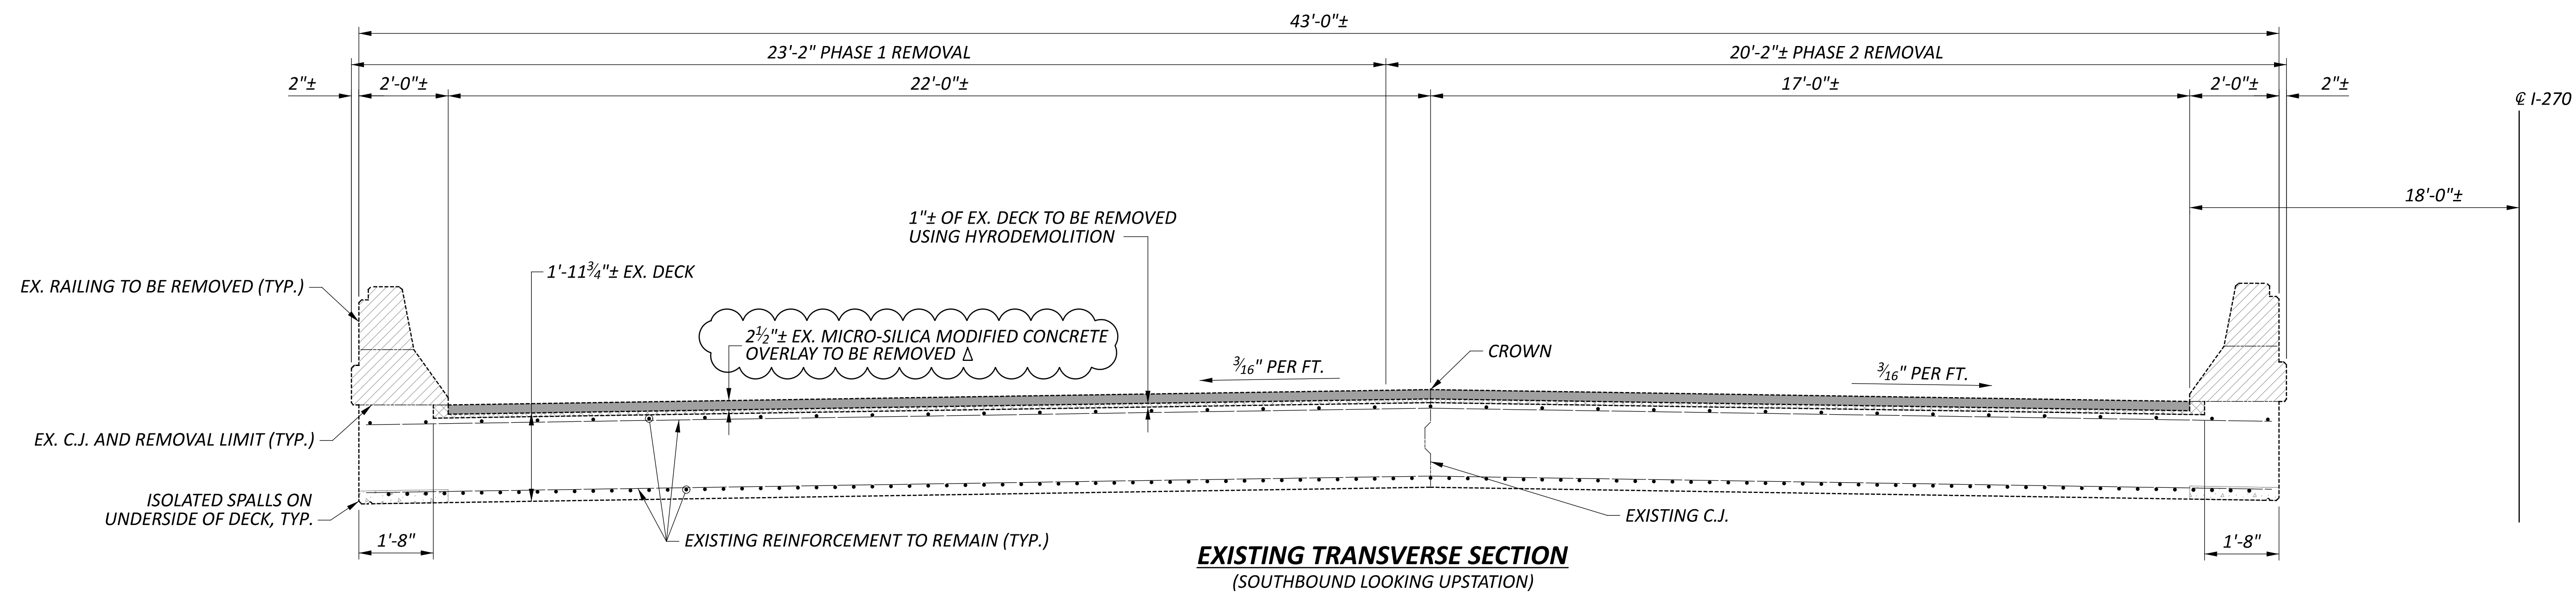 43'-0"±
23'-2" PHASE 1 REMOVAL
20'-2"± PHASE 2 REMOVAL
2"±
2'-0"±
22'-0"±
17'-0"±
2'-0"±
2"±
℄ I-270
18'-0"±
1"± OF EX. DECK TO BE REMOVED
USING HYRODEMOLITION
1'-11¾"± EX. DECK
EX. RAILING TO BE REMOVED (TYP.)
2½"± EX. MICRO-SILICA MODIFIED CONCRETE
OVERLAY TO BE REMOVED Δ
3/16" PER FT.
CROWN
3/16" PER FT.
EX. C.J. AND REMOVAL LIMIT (TYP.)
ISOLATED SPALLS ON
UNDERSIDE OF DECK, TYP.
EXISTING C.J.
1'-8"
EXISTING REINFORCEMENT TO REMAIN (TYP.)
1'-8"
EXISTING TRANSVERSE SECTION
(SOUTHBOUND LOOKING UPSTATION)